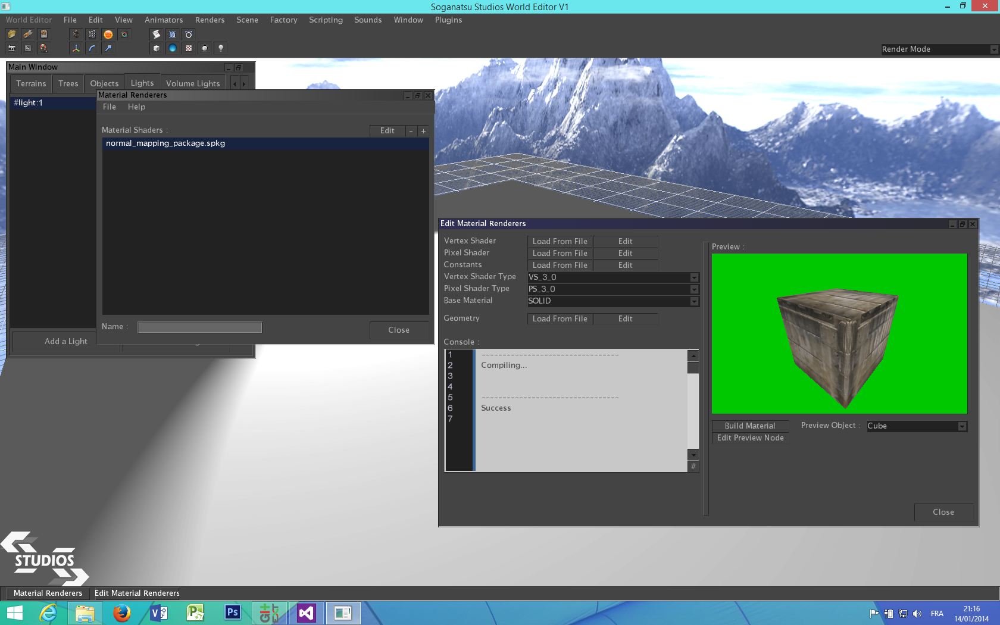 Soganatsu Studios World Editor V1
World Editor File Edit View Animators Renders Scene Factory Scripting Sounds Window Plugins
Render Mode
Main Window
Terrains Trees Objects Lights Volume Lights
#light:1
Add a Light
Material Renderers
File Help
Material Shaders :
Edit - +
normal_mapping_package.spkg
Name :
Close
Edit Material Renderers
Vertex Shader Load From File Edit
Pixel Shader Load From File Edit
Constants Load From File Edit
Vertex Shader Type VS_3_0
Pixel Shader Type PS_3_0
Base Material SOLID
Geometry Load From File Edit
Console :
1 ---------------------------------
2 Compiling...
3
4
5 ---------------------------------
6 Success
7
#
Preview :
Build Material Preview Object : Cube
Edit Preview Node
Close
STUDIOS
Material Renderers Edit Material Renderers
Ps
FRA
21:16
14/01/2014